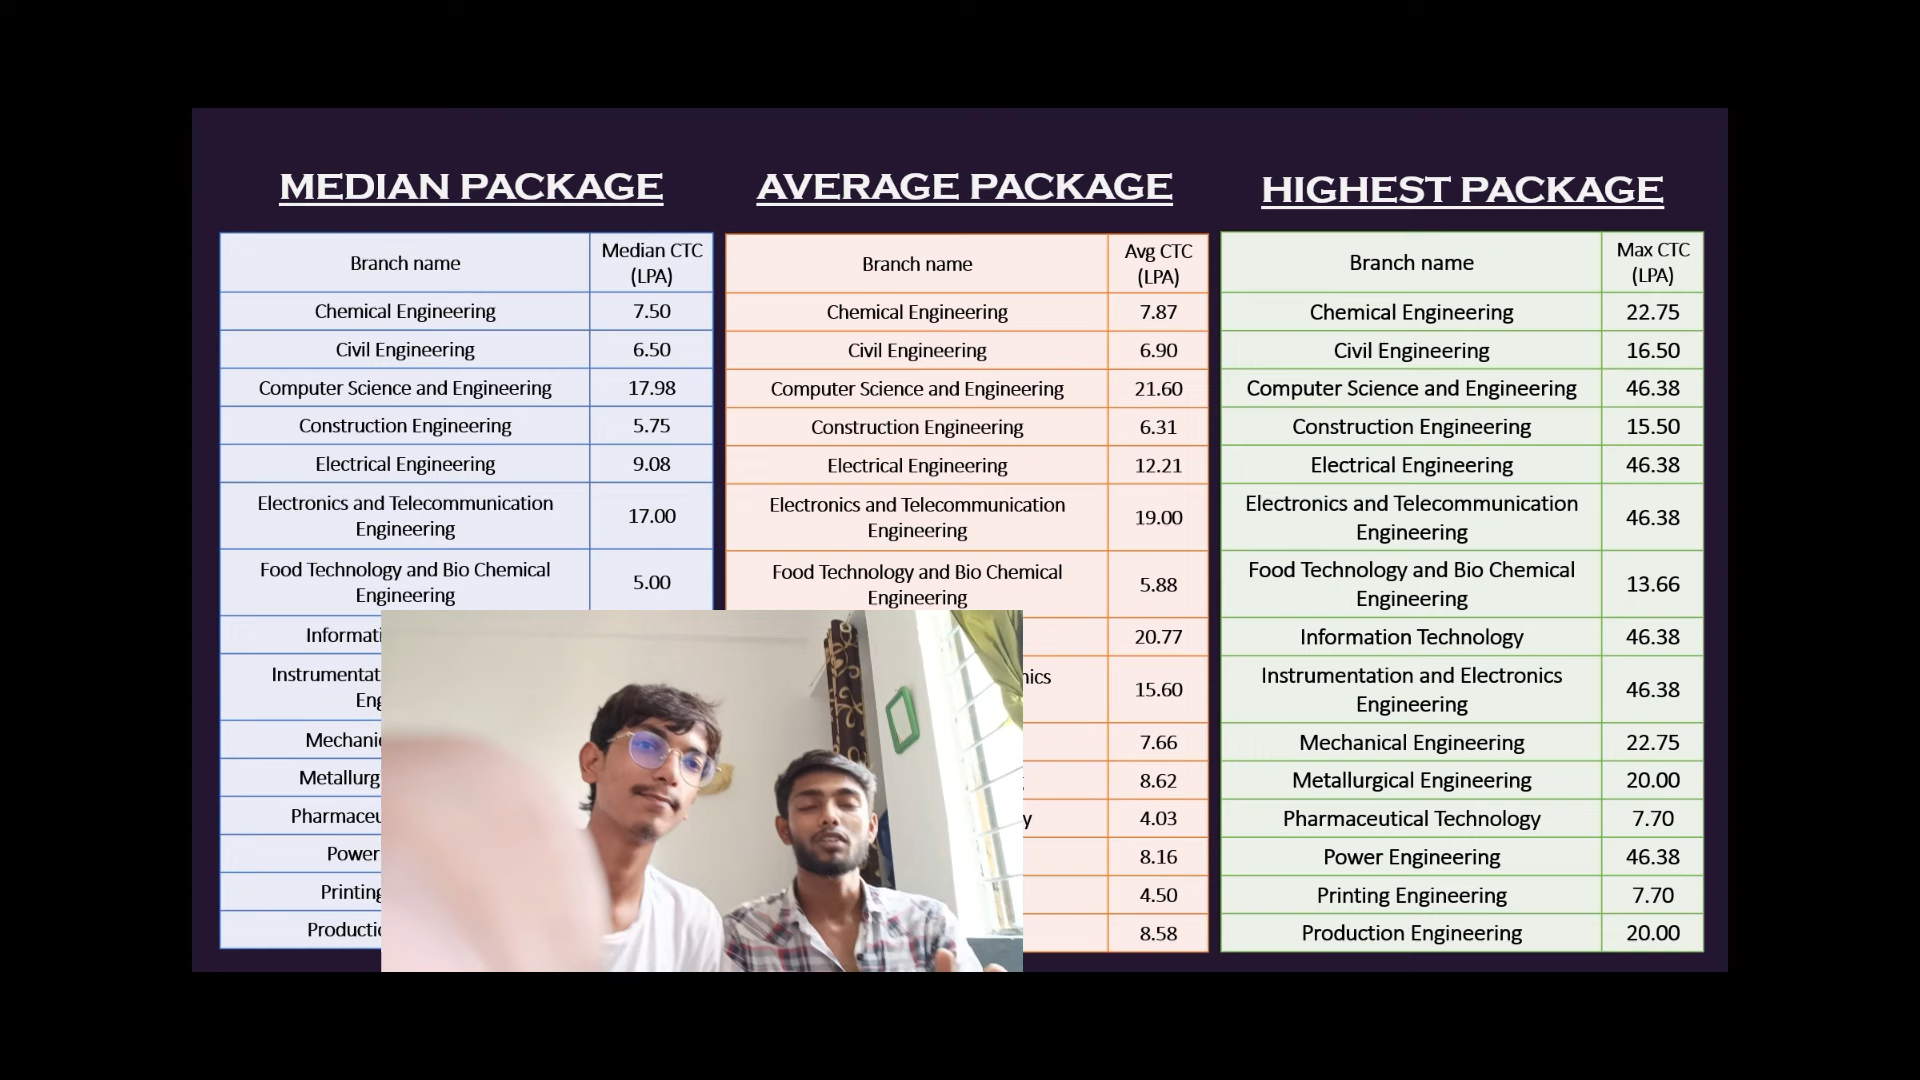 MEDIAN PACKAGE
Branch name
Median CTC
(LPA)
Chemical Engineering 7.50
Civil Engineering 6.50
Computer Science and Engineering 17.98
Construction Engineering 5.75
Electrical Engineering 9.08
Electronics and Telecommunication
Engineering
17.00
Food Technology and Bio Chemical
Engineering
5.00
AVERAGE PACKAGE
Branch name
Avg CTC
(LPA)
Chemical Engineering 7.87
Civil Engineering 6.90
Computer Science and Engineering 21.60
Construction Engineering 6.31
Electrical Engineering 12.21
Electronics and Telecommunication
Engineering
19.00
Food Technology and Bio Chemical
Engineering
5.88
20.77
15.60
7.66
8.62
4.03
8.16
4.50
8.58
HIGHEST PACKAGE
Branch name
Max CTC
(LPA)
Chemical Engineering 22.75
Civil Engineering 16.50
Computer Science and Engineering 46.38
Construction Engineering 15.50
Electrical Engineering 46.38
Electronics and Telecommunication
Engineering
46.38
Food Technology and Bio Chemical
Engineering
13.66
Information Technology 46.38
Instrumentation and Electronics
Engineering
46.38
Mechanical Engineering 22.75
Metallurgical Engineering 20.00
Pharmaceutical Technology 7.70
Power Engineering 46.38
Printing Engineering 7.70
Production Engineering 20.00